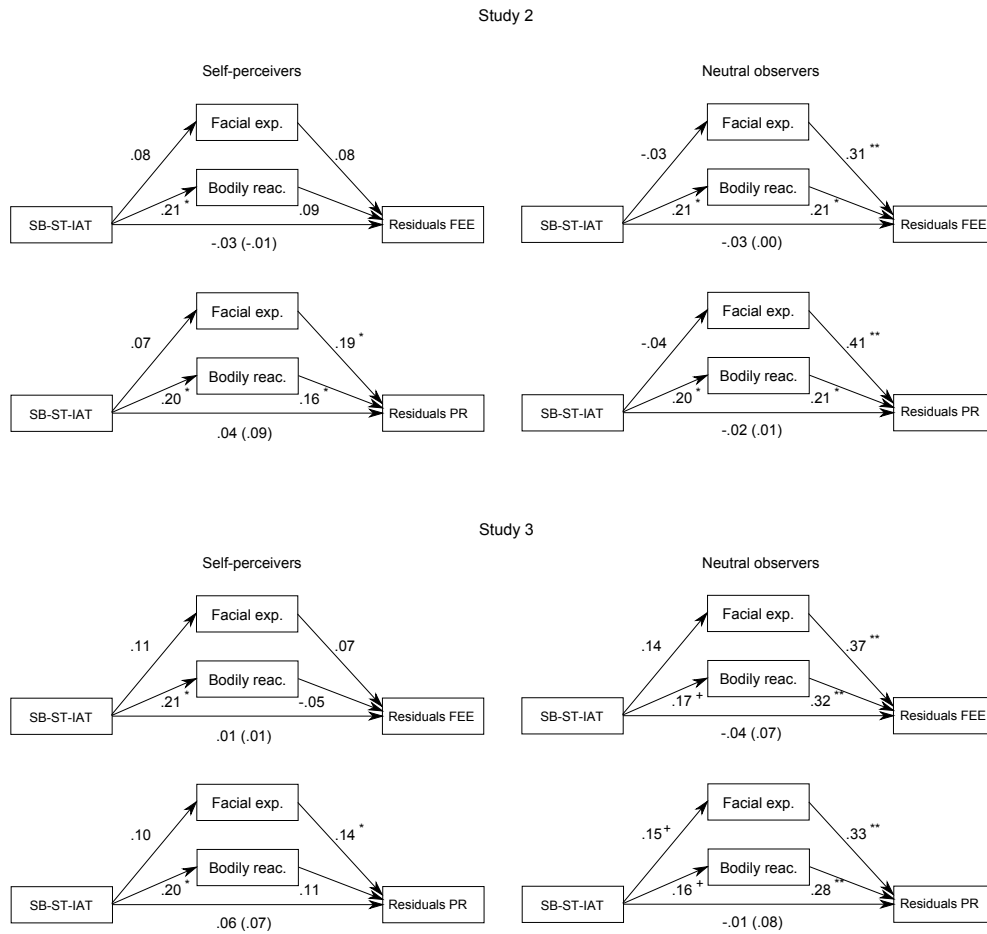 Study 2
Self-perceivers
Neutral observers
Facial exp.
.08
.08
Bodily reac.
.21 *
.09
SB-ST-IAT
Residuals FEE
-.03 (-.01)
Facial exp.
-.03
.31 **
Bodily reac.
.21 *
.21 *
SB-ST-IAT
Residuals FEE
-.03 (.00)
Facial exp.
.07
.19 *
Bodily reac.
.20 *
.16 *
SB-ST-IAT
Residuals PR
.04 (.09)
Facial exp.
-.04
.41 **
Bodily reac.
.20 *
.21 *
SB-ST-IAT
Residuals PR
-.02 (.01)
Study 3
Self-perceivers
Neutral observers
Facial exp.
.11
.07
Bodily reac.
.21 *
-.05
SB-ST-IAT
Residuals FEE
.01 (.01)
Facial exp.
.14
.37 **
Bodily reac.
.17 +
.32 **
SB-ST-IAT
Residuals FEE
-.04 (.07)
Facial exp.
.10
.14 *
Bodily reac.
.20 *
.11
SB-ST-IAT
Residuals PR
.06 (.07)
Facial exp.
.15 +
.33 **
Bodily reac.
.16 +
.28 **
SB-ST-IAT
Residuals PR
-.01 (.08)